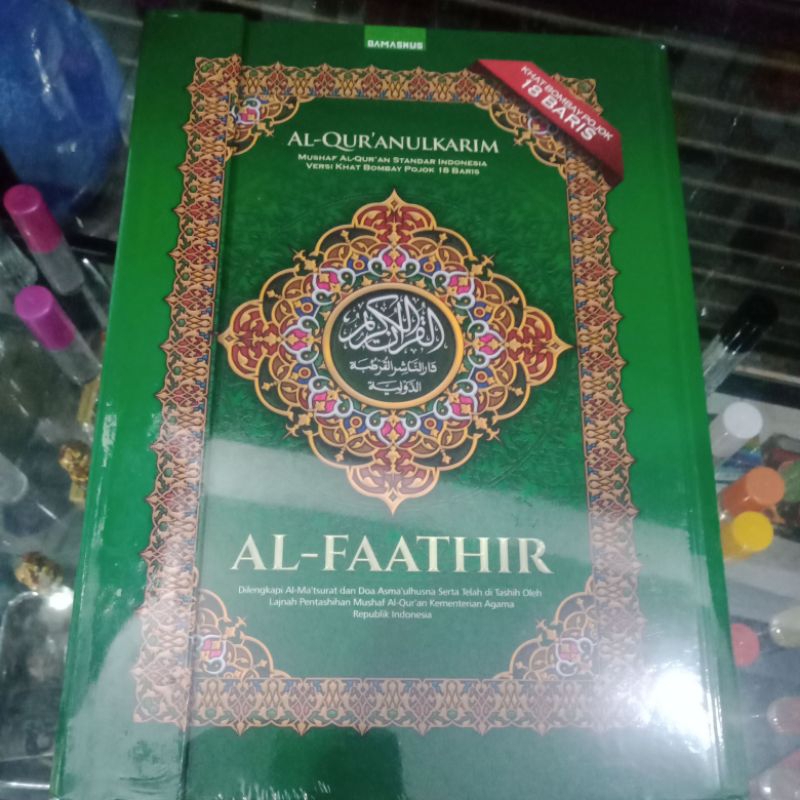 DAMASKUS
KHAT BOMBAY POJOK
18 BARIS
AL-QUR'ANULKARIM
MUSHAF AL-QUR'AN STANDAR INDONESIA
VERSI KHAT BOMBAY POJOK 18 BARIS
القرآن الكريم
دار الناشر القرطبة
الدولية
AL-FAATHIR
Dilengkapi Al-Ma'tsurat dan Doa Asma'ulhusna Serta Telah di Tashih Oleh
Lajnah Pentashihan Mushaf Al-Qur'an Kementerian Agama
Republik Indonesia